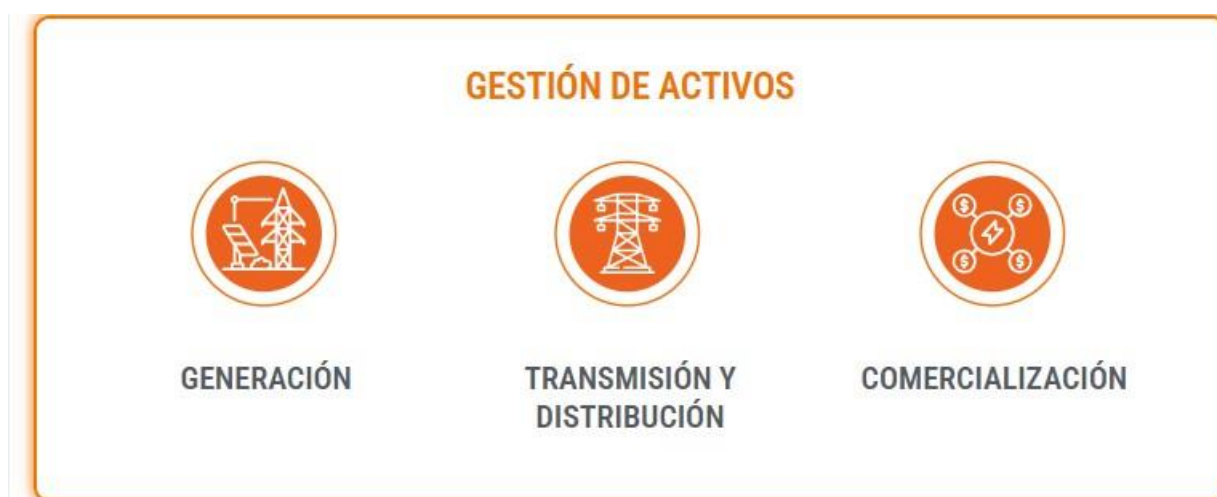 GESTIÓN DE ACTIVOS
GENERACIÓN
TRANSMISIÓN Y
DISTRIBUCIÓN
COMERCIALIZACIÓN
$ $
$ $